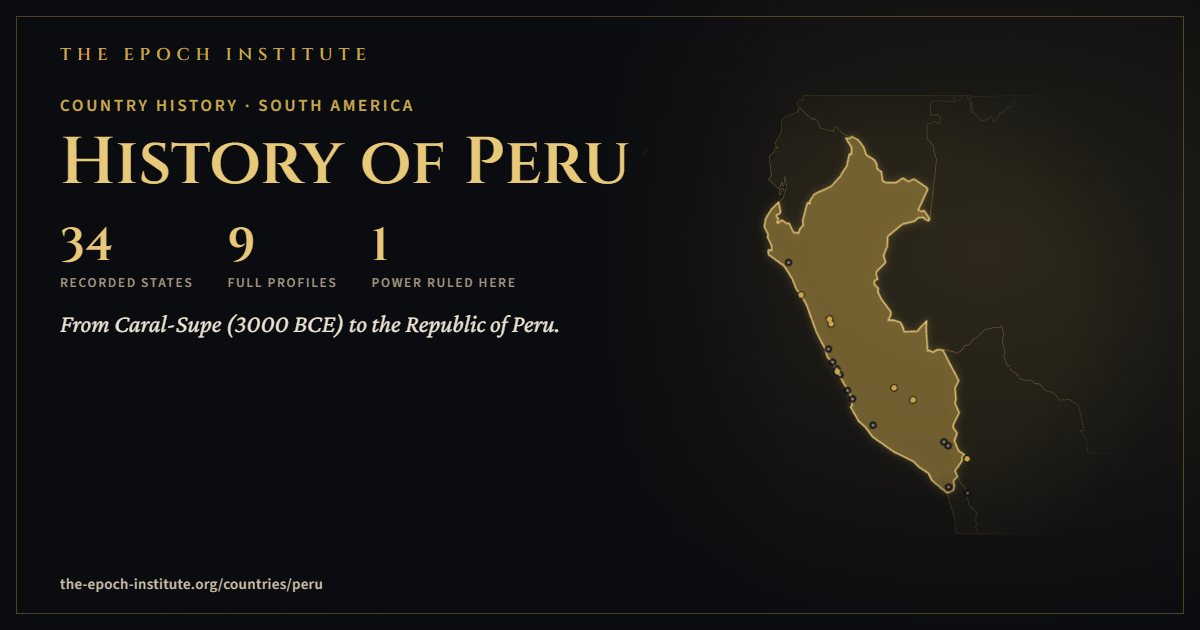 THE EPOCH INSTITUTE
COUNTRY HISTORY · SOUTH AMERICA
HISTORY OF PERU
34 9 1
RECORDED STATES FULL PROFILES POWER RULED HERE
From Caral-Supe (3000 BCE) to the Republic of Peru.
the-epoch-institute.org/countries/peru